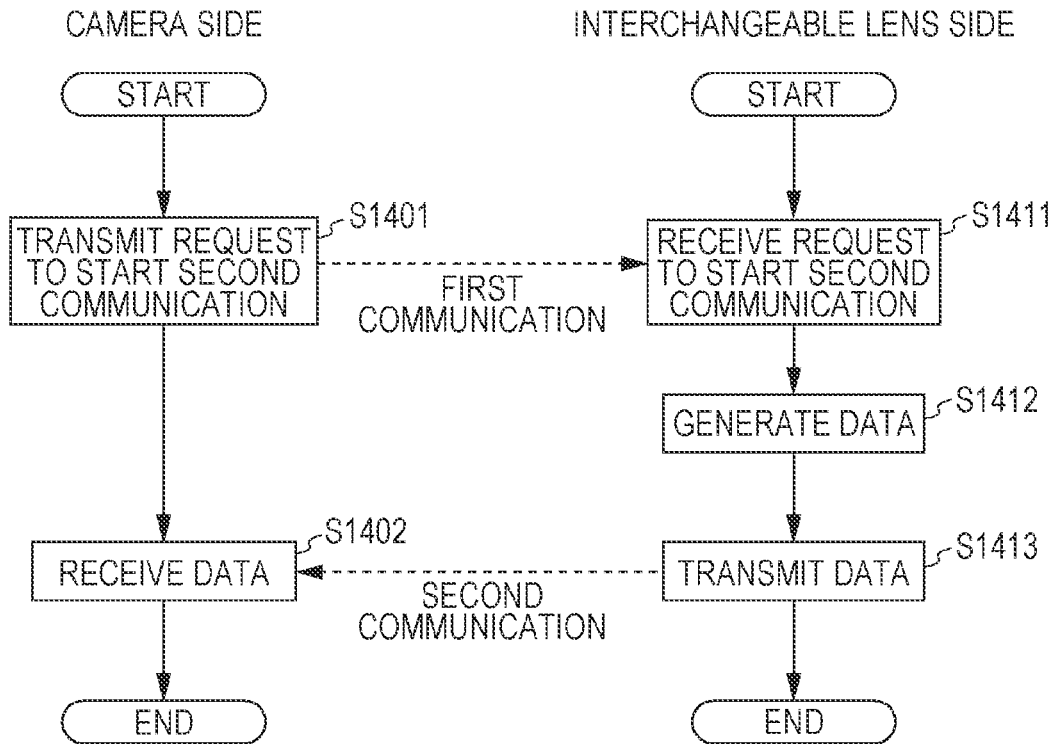 CAMERA SIDE
INTERCHANGEABLE LENS SIDE
START
START
S1401
S1411
TRANSMIT REQUEST
TO START SECOND
COMMUNICATION
FIRST
COMMUNICATION
RECEIVE REQUEST
TO START SECOND
COMMUNICATION
S1412
GENERATE DATA
S1402
S1413
RECEIVE DATA
SECOND
COMMUNICATION
TRANSMIT DATA
END
END